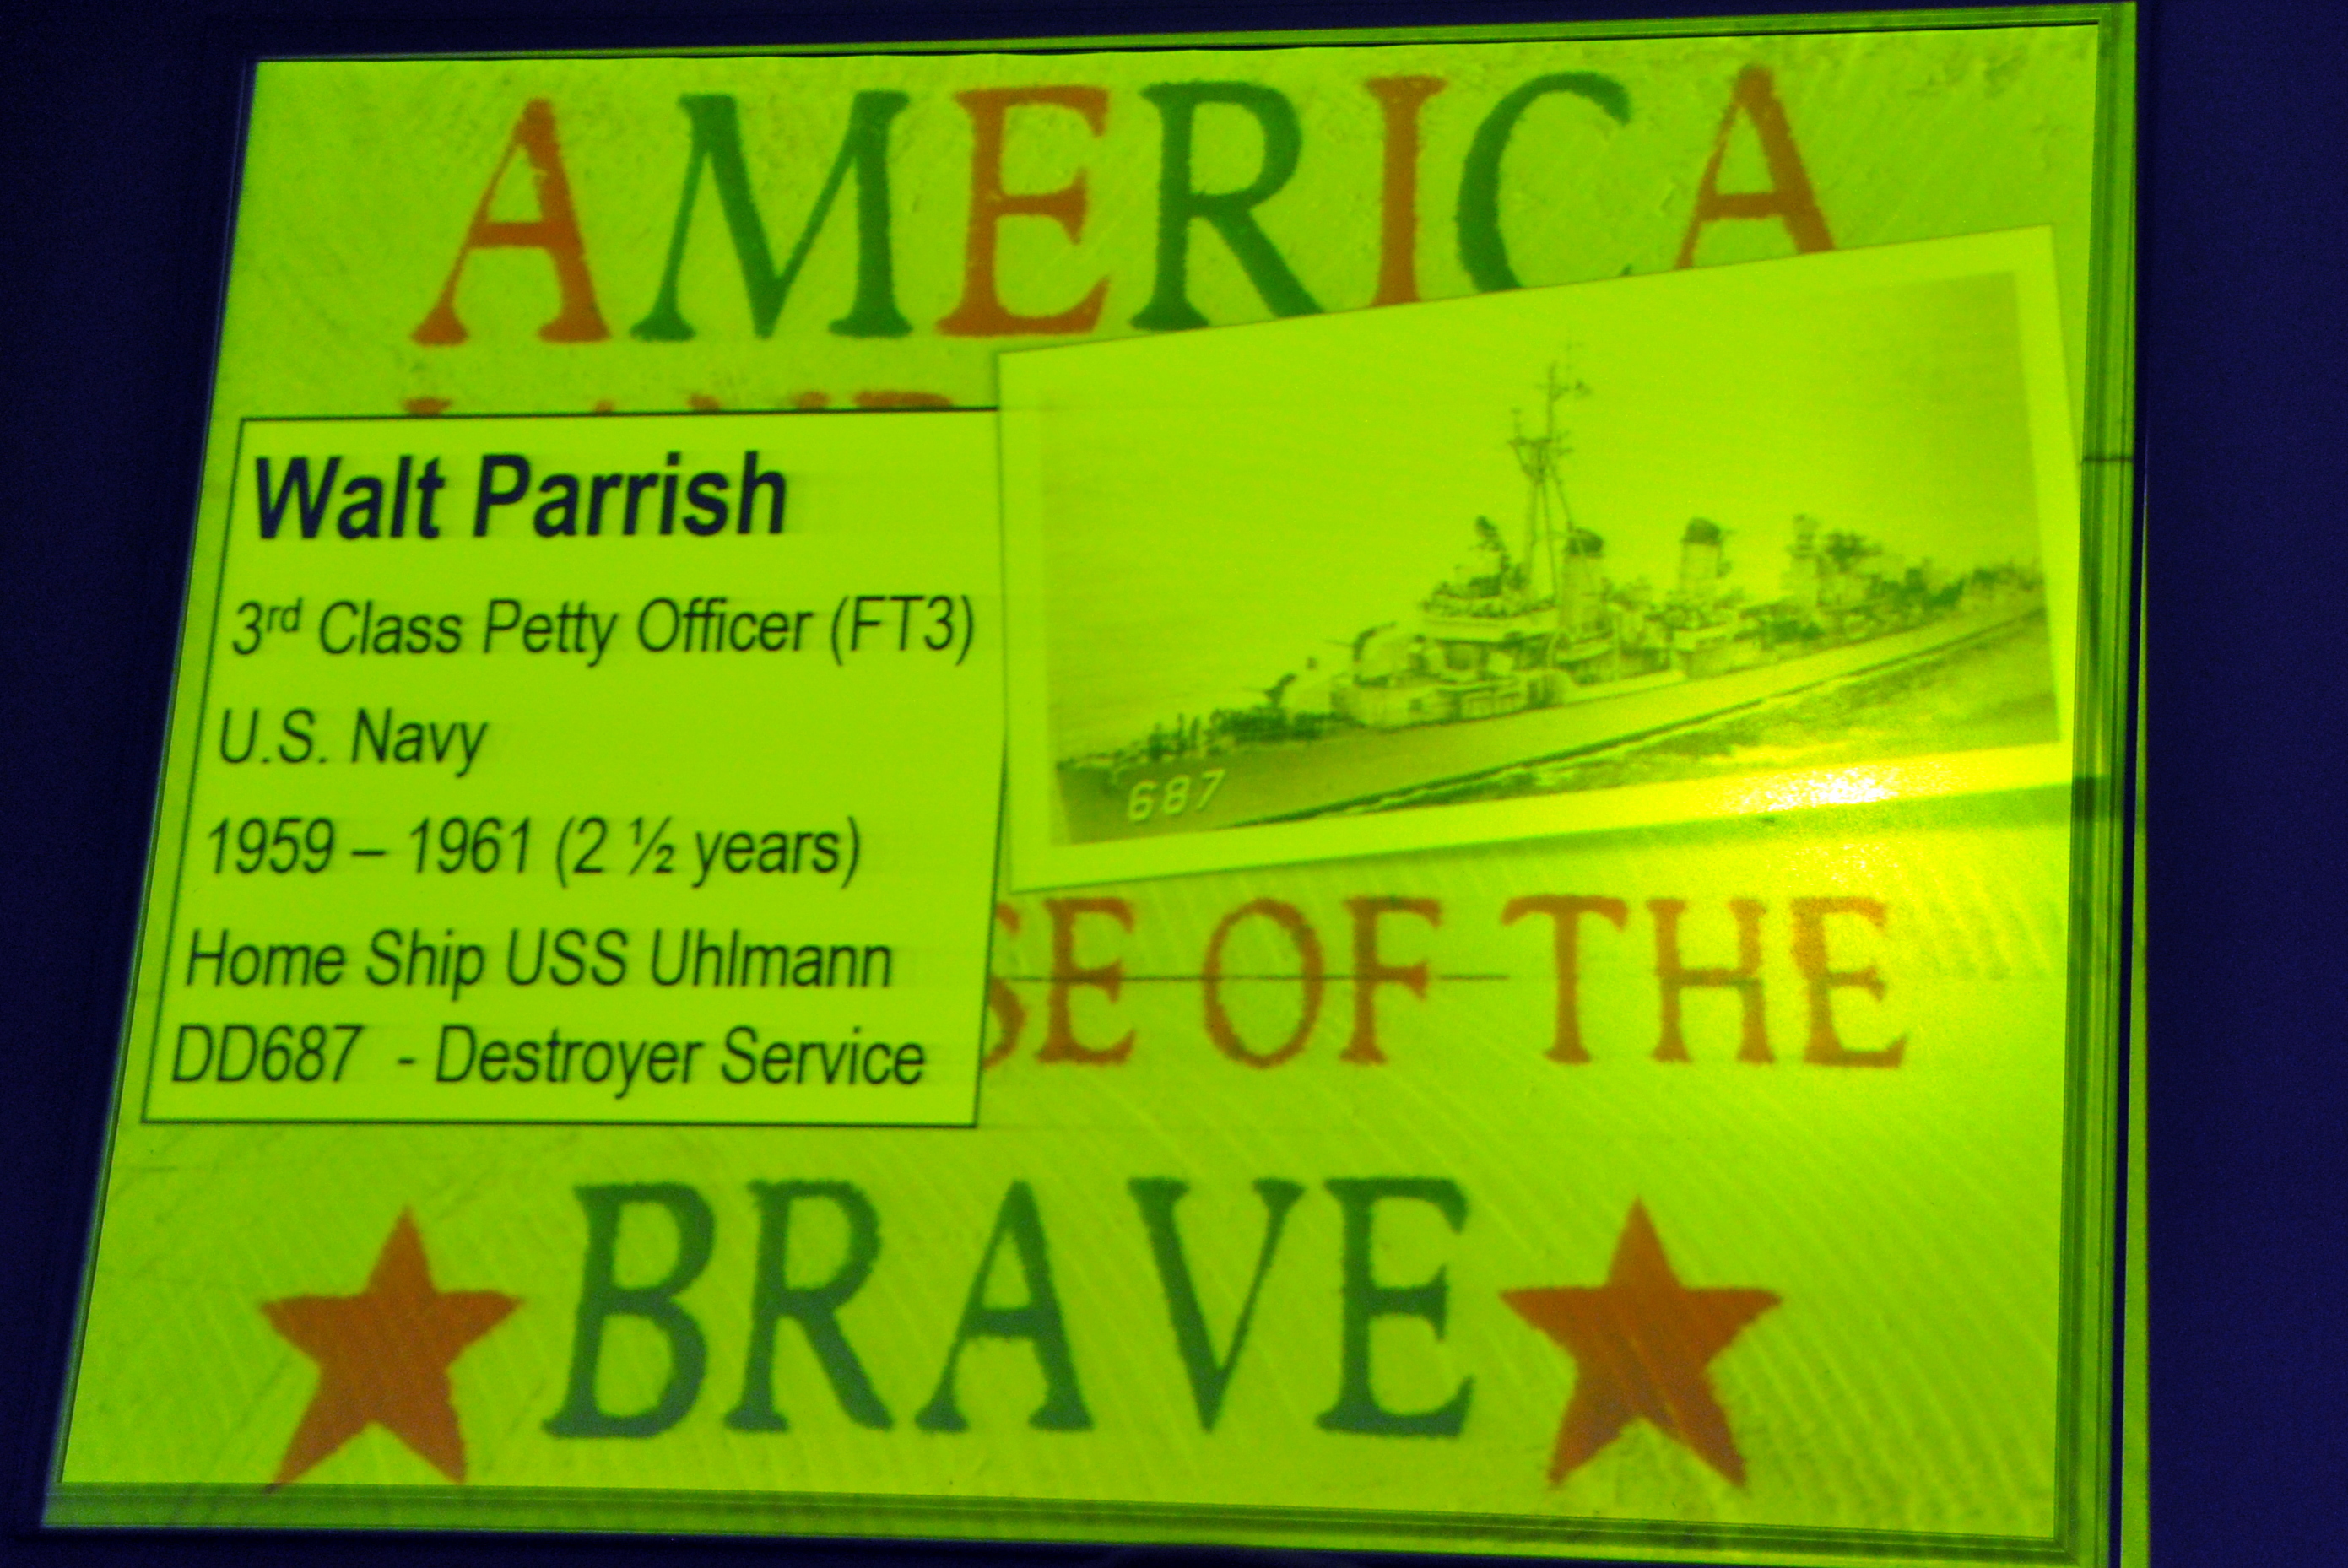 AMERICA
Walt Parrish
3rd Class Petty Officer (FT3)
U.S. Navy
1959 – 1961 (2 ½ years)
Home Ship USS Uhlmann
DD687 - Destroyer Service
687
SE OF THE
BRAVE